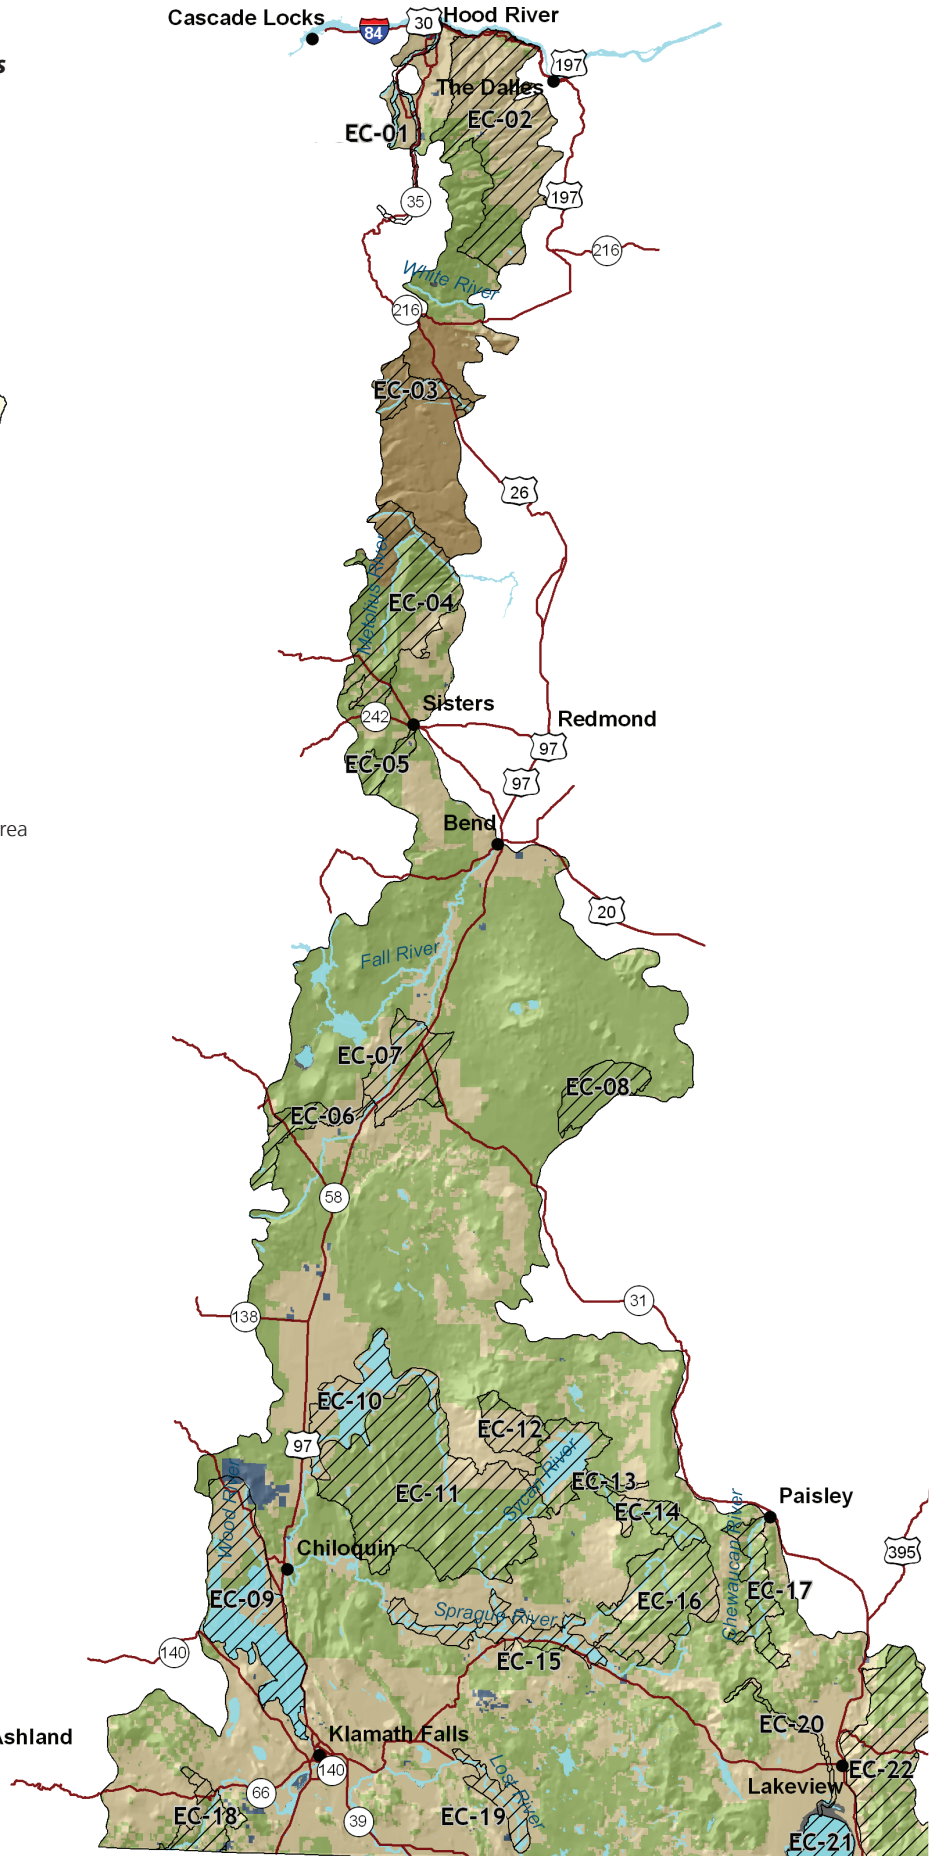 Cascade Locks
84
30
Hood River
s
197
The Dalles
EC-02
EC-01
197
35
216
White River
216
EC-03
26
Metolius River
EC-04
Sisters
242
Redmond
97
EC-05
97
rea
Bend
20
Fall River
EC-07
EC-08
EC-06
58
31
138
EC-10
EC-12
97
Sycan River
EC-13
Wood River
EC-11
EC-14
Paisley
Chewaucan River
395
Chiloquin
EC-09
EC-16
EC-17
Sprague River
140
EC-15
EC-20
shland
Klamath Falls
140
EC-22
66
Lakeview
Lost River
EC-18
39
EC-19
EC-21